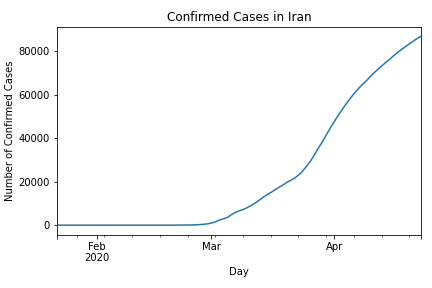 Confirmed Cases in Iran
Number of Confirmed Cases
80000
60000
40000
20000
0
Feb
2020
Mar
Apr
Day